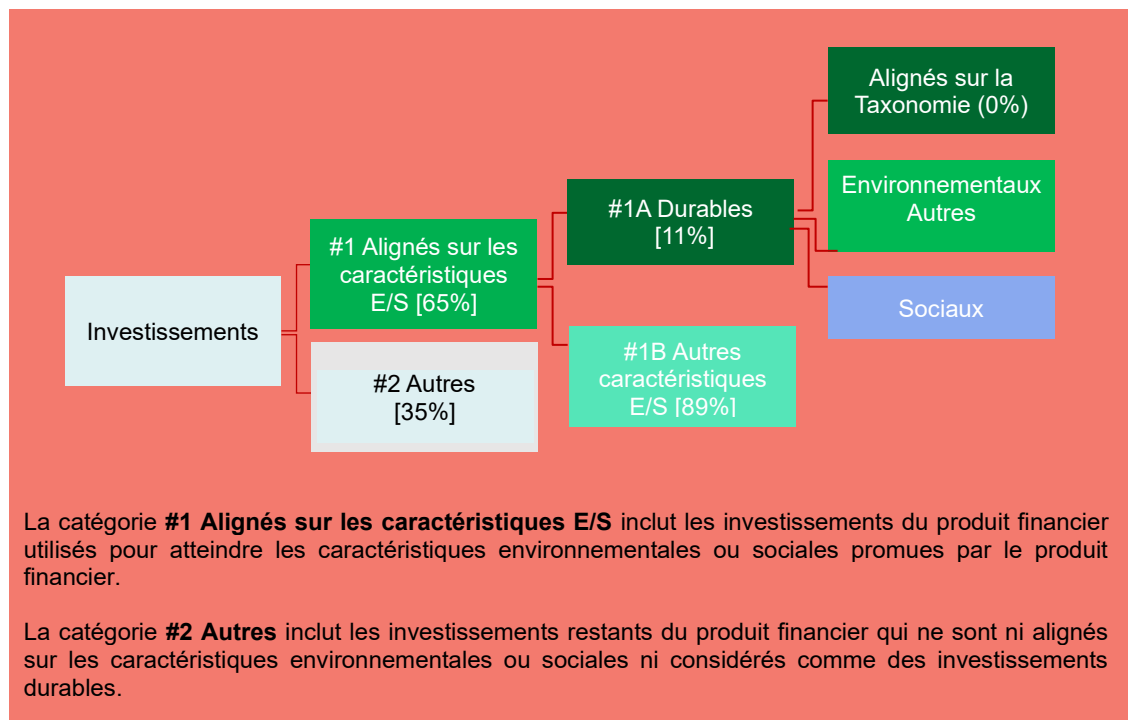 Alignés sur la
Taxonomie (0%)
Environnementaux
Autres
#1A Durables
[11%]
#1 Alignés sur les
caractéristiques
E/S [65%]
Sociaux
Investissements
#1B Autres
caractéristiques
E/S [89%]
#2 Autres
[35%]
La catégorie #1 Alignés sur les caractéristiques E/S inclut les investissements du produit financier
utilisés pour atteindre les caractéristiques environnementales ou sociales promues par le produit
financier.
La catégorie #2 Autres inclut les investissements restants du produit financier qui ne sont ni alignés
sur les caractéristiques environnementales ou sociales ni considérés comme des investissements
durables.